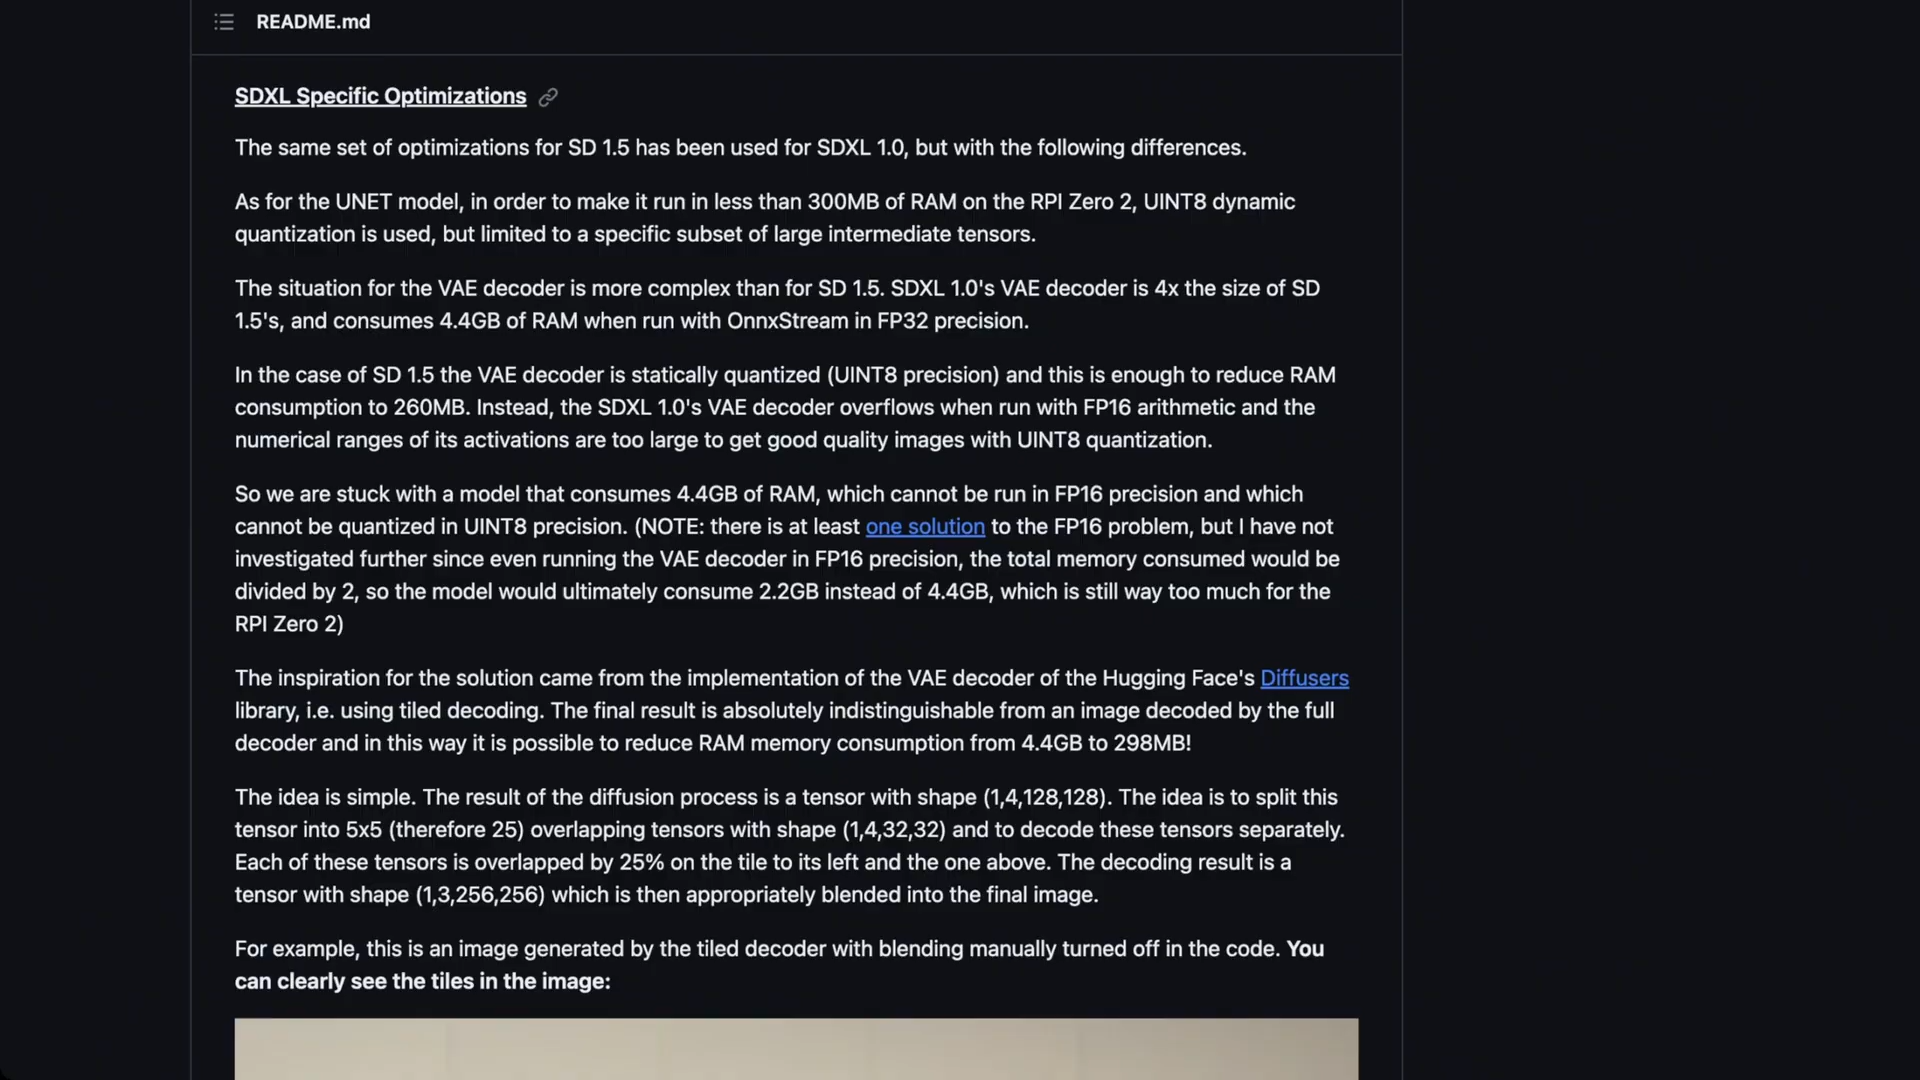 README.md
SDXL Specific Optimizations
The same set of optimizations for SD 1.5 has been used for SDXL 1.0, but with the following differences.
As for the UNET model, in order to make it run in less than 300MB of RAM on the RPI Zero 2, UINT8 dynamic
quantization is used, but limited to a specific subset of large intermediate tensors.
The situation for the VAE decoder is more complex than for SD 1.5. SDXL 1.0's VAE decoder is 4x the size of SD
1.5's, and consumes 4.4GB of RAM when run with OnnxStream in FP32 precision.
In the case of SD 1.5 the VAE decoder is statically quantized (UINT8 precision) and this is enough to reduce RAM
consumption to 260MB. Instead, the SDXL 1.0's VAE decoder overflows when run with FP16 arithmetic and the
numerical ranges of its activations are too large to get good quality images with UINT8 quantization.
So we are stuck with a model that consumes 4.4GB of RAM, which cannot be run in FP16 precision and which
cannot be quantized in UINT8 precision. (NOTE: there is at least one solution to the FP16 problem, but I have not
investigated further since even running the VAE decoder in FP16 precision, the total memory consumed would be
divided by 2, so the model would ultimately consume 2.2GB instead of 4.4GB, which is still way too much for the
RPI Zero 2)
The inspiration for the solution came from the implementation of the VAE decoder of the Hugging Face's Diffusers
library, i.e. using tiled decoding. The final result is absolutely indistinguishable from an image decoded by the full
decoder and in this way it is possible to reduce RAM memory consumption from 4.4GB to 298MB!
The idea is simple. The result of the diffusion process is a tensor with shape (1,4,128,128). The idea is to split this
tensor into 5x5 (therefore 25) overlapping tensors with shape (1,4,32,32) and to decode these tensors separately.
Each of these tensors is overlapped by 25% on the tile to its left and the one above. The decoding result is a
tensor with shape (1,3,256,256) which is then appropriately blended into the final image.
For example, this is an image generated by the tiled decoder with blending manually turned off in the code. You
can clearly see the tiles in the image: